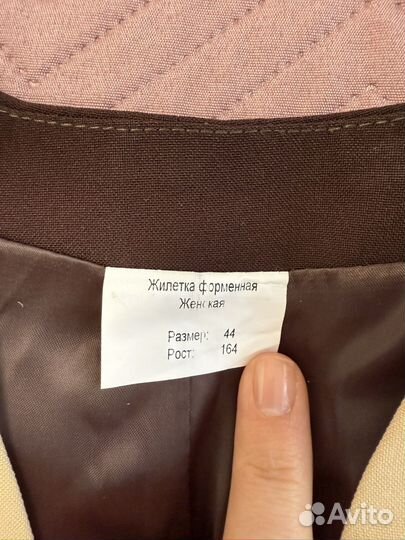 Жилетка форменная
Женская
Размер: 44
Рост: 164
Avito